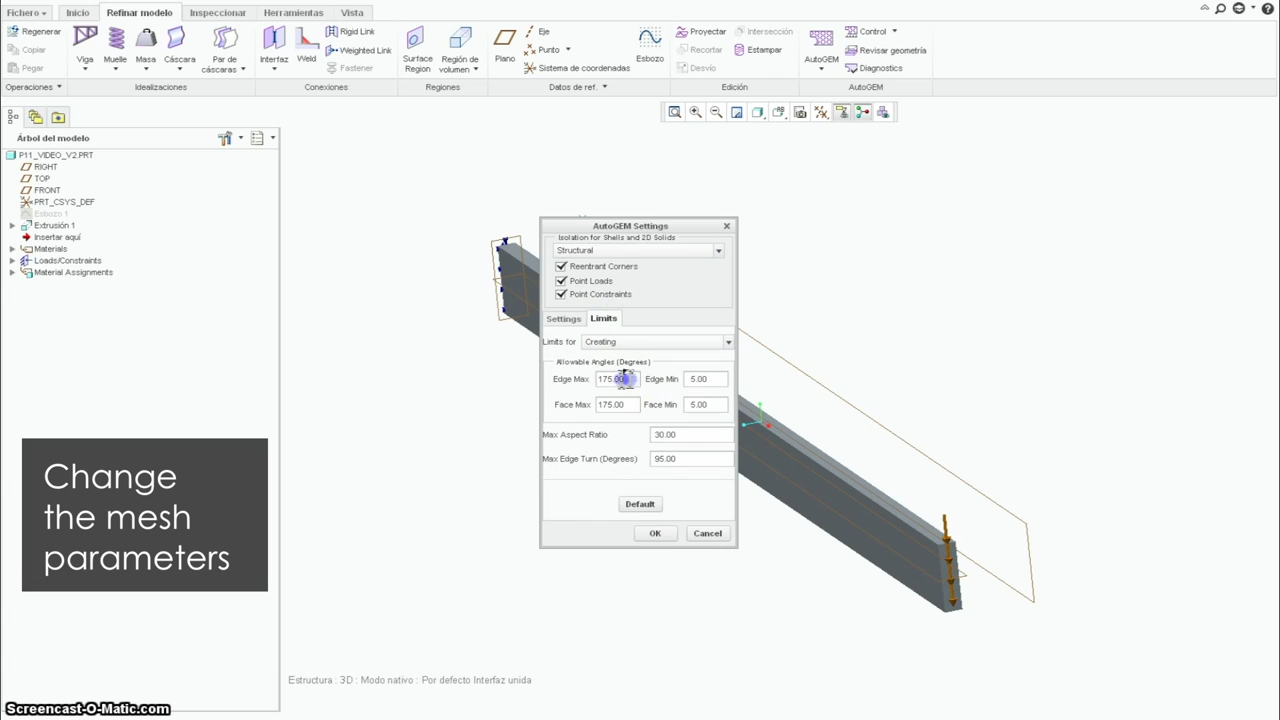 Fichero
Inicio
Refinar modelo
Inspeccionar
Herramientas
Vista
Regenerar
Copiar
Pegar
Operaciones
Viga
Muelle
Masa
Cáscara
Par de
cáscaras
Idealizaciones
Interfaz
Weld
Rigid Link
Weighted Link
Fastener
Conexiones
Surface
Region
Región de
volumen
Regiones
Plano
Eje
Punto
Sistema de coordenadas
Datos de ref.
Esbozo
Proyectar
Intersección
Recortar
Estampar
Desvío
Edición
AutoGEM
Control
Revisar geometría
Diagnostics
AutoGEM
Árbol del modelo
P11_VIDEO_V2.PRT
RIGHT
TOP
FRONT
PRT_CSYS_DEF
Esbozo 1
Extrusión 1
Insertar aquí
Materials
Loads/Constraints
Material Assignments
AutoGEM Settings
Isolation for Shells and 2D Solids
Structural
Reentrant Corners
Point Loads
Point Constraints
Settings
Limits
Limits for
Creating
Allowable Angles (Degrees)
Edge Max 175.00 Edge Min 5.00
Face Max 175.00 Face Min 5.00
Max Aspect Ratio 30.00
Max Edge Turn (Degrees) 95.00
Default
OK
Cancel
Change
the mesh
parameters
Estructura : 3D : Modo nativo : Por defecto Interfaz unida
Screencast-O-Matic.com